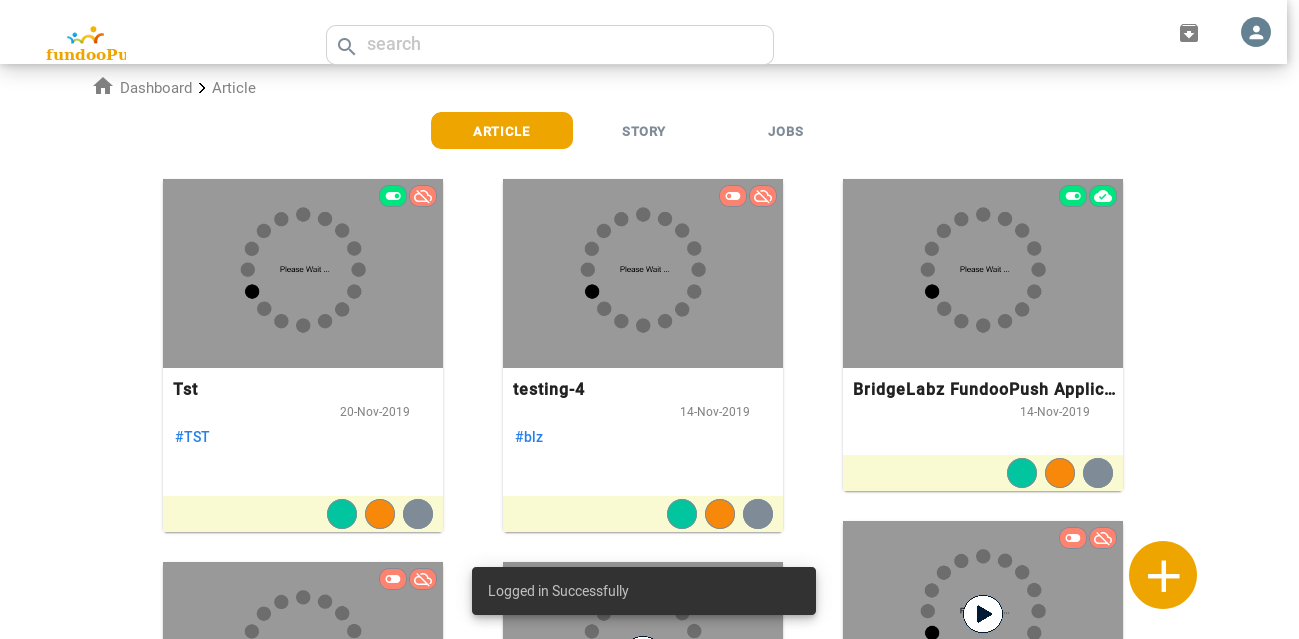 fundooPu
search
Dashboard
Article
ARTICLE
STORY
JOBS
Please Wait ...
Please Wait ...
Please Wait ...
Tst
testing-4
BridgeLabz FundooPush Applic...
20-Nov-2019
14-Nov-2019
14-Nov-2019
#TST
#blz
Logged in Successfully